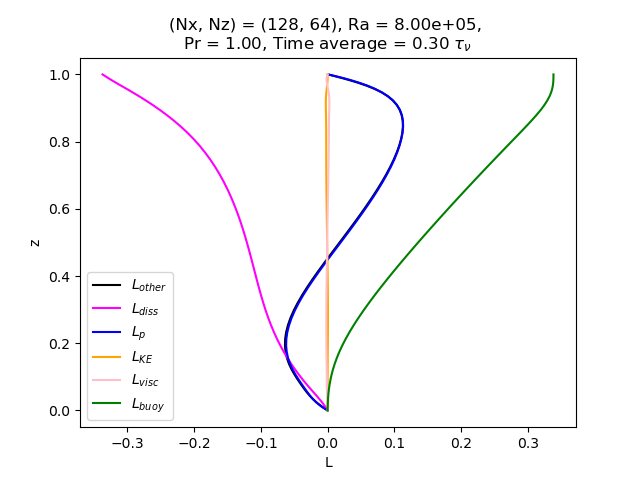 (Nx, Nz) = (128, 64), Ra = 8.00e+05,
Pr = 1.00, Time average = 0.30 τ_ν
1.0
0.8
0.6
z
0.4
0.2
0.0
L_other
L_diss
L_p
L_KE
L_visc
L_buoy
−0.3 −0.2 −0.1 0.0 0.1 0.2 0.3
L